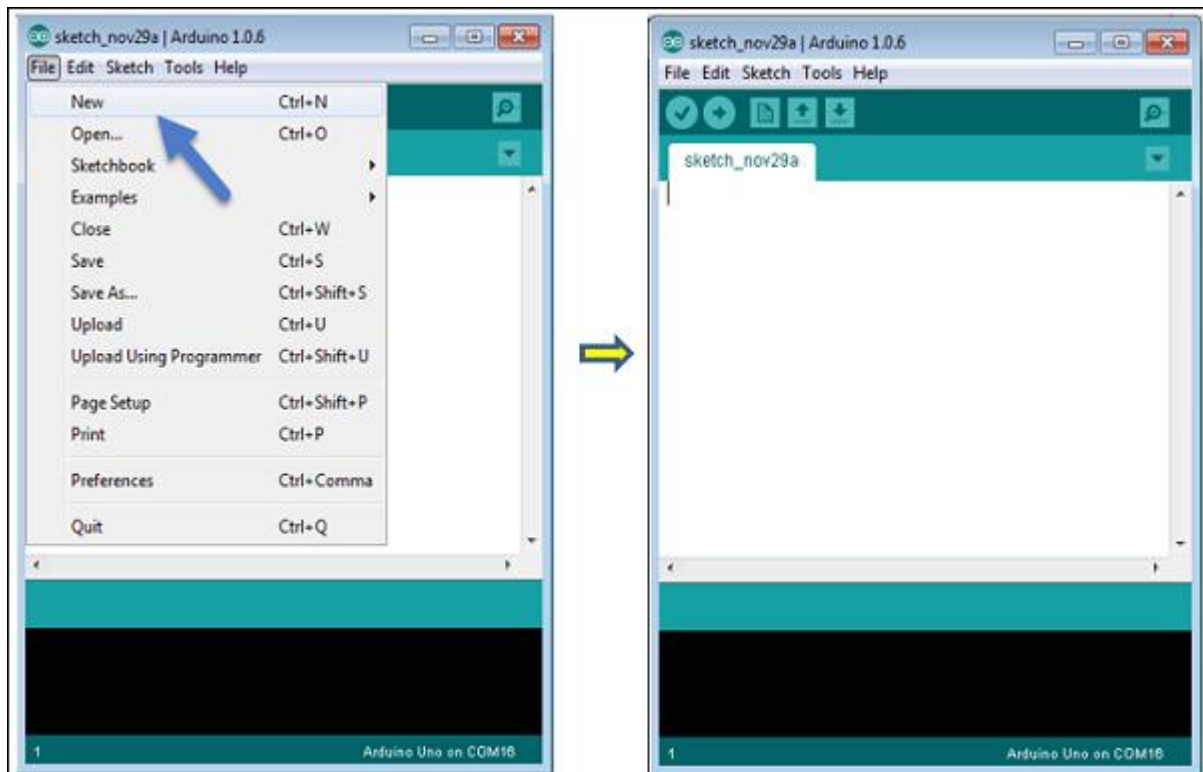 sketch_nov29a | Arduino 1.0.6
File Edit Sketch Tools Help
New Ctrl+N
Open... Ctrl+O
Sketchbook
Examples
Close Ctrl+W
Save Ctrl+S
Save As... Ctrl+Shift+S
Upload Ctrl+U
Upload Using Programmer Ctrl+Shift+U
Page Setup Ctrl+Shift+P
Print Ctrl+P
Preferences Ctrl+Comma
Quit Ctrl+Q
1 Arduino Uno on COM16
sketch_nov29a | Arduino 1.0.6
File Edit Sketch Tools Help
sketch_nov29a
1 Arduino Uno on COM16